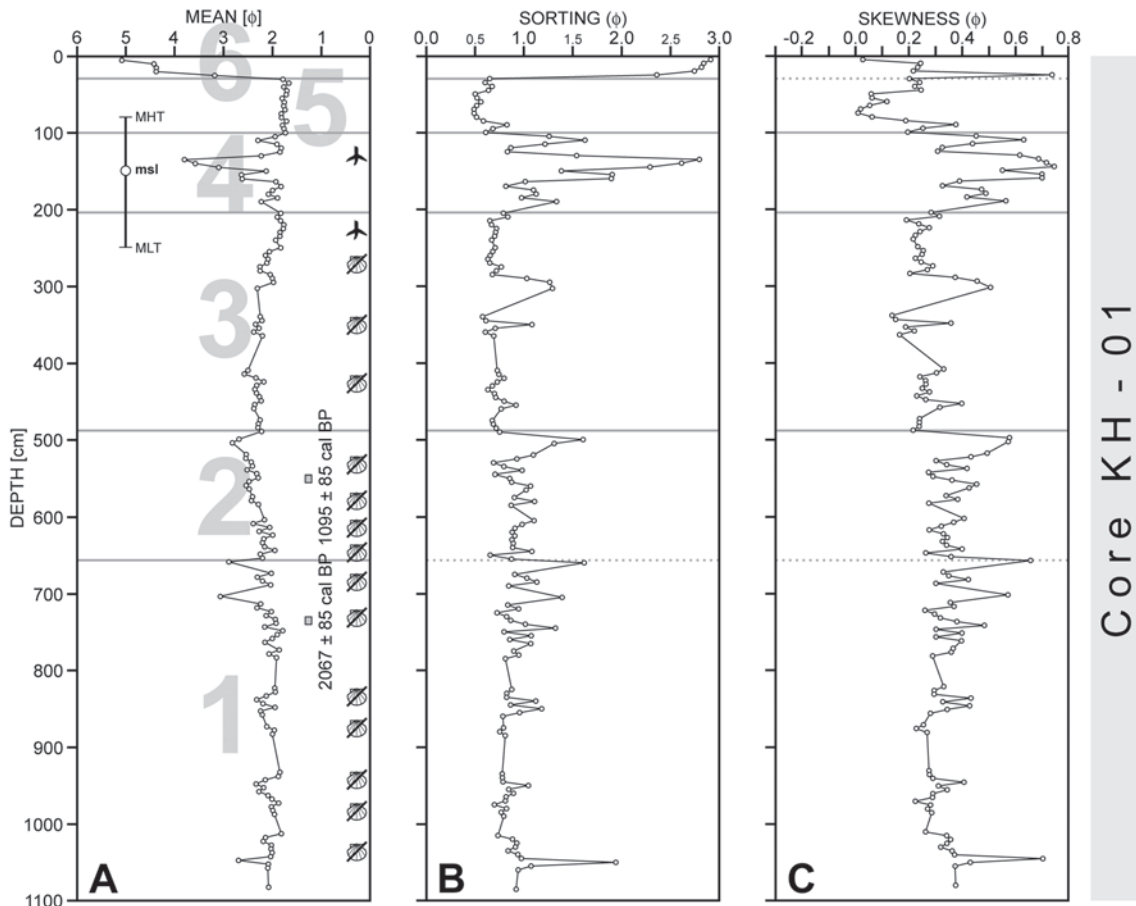 MEAN [ϕ] SORTING (ϕ) SKEWNESS (ϕ)
6 5 4 3 2 1 0 0.0 0.5 1.0 1.5 2.0 3.0 -0.2 0.0 0.2 0.4 0.6 0.8
0
100
200
300
400
500
600
700
800
900
1000
1100
DEPTH [cm]
6
5
4
3
2
1
MHT
msl
MLT
1095 ± 85 cal BP
2067 ± 85 cal BP
A
B
C
Core KH - 01